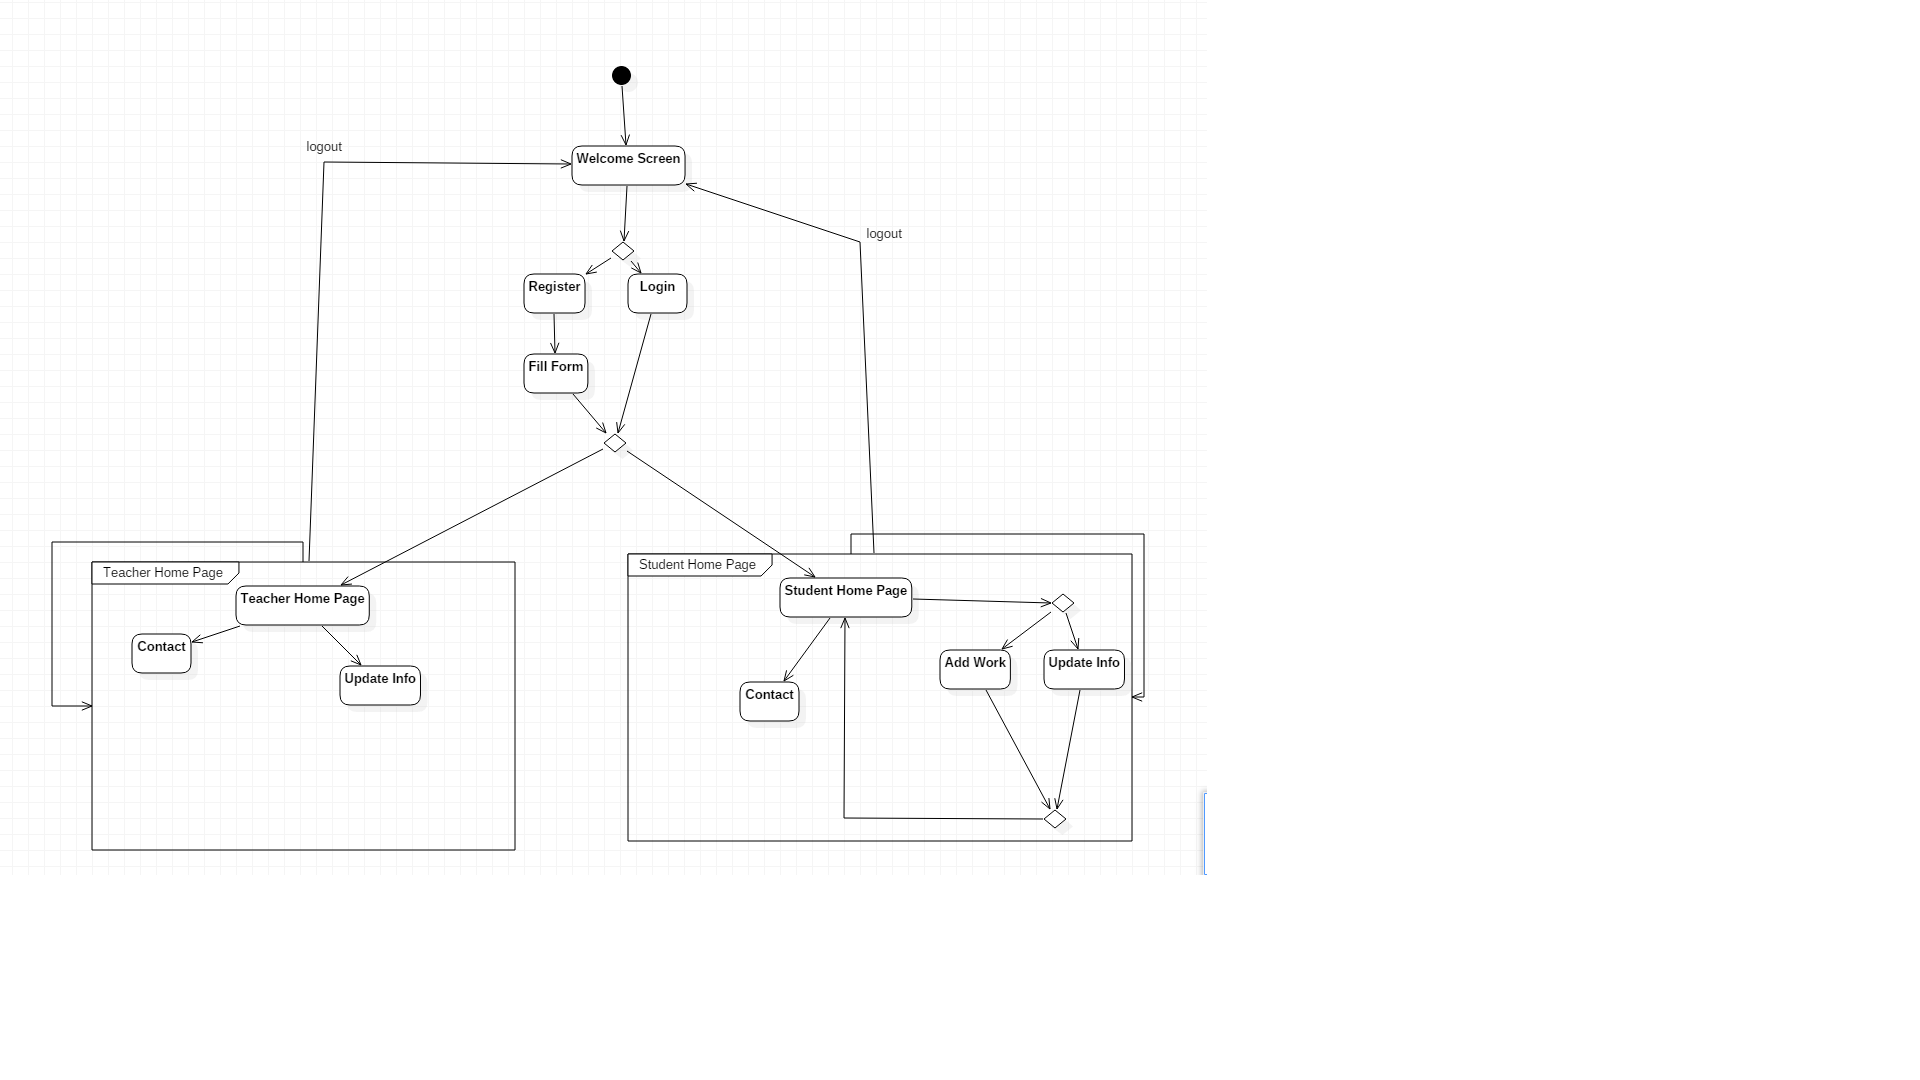 logout
Welcome Screen
logout
Register
Login
Fill Form
Teacher Home Page
Teacher Home Page
Contact
Update Info
Student Home Page
Student Home Page
Add Work
Update Info
Contact